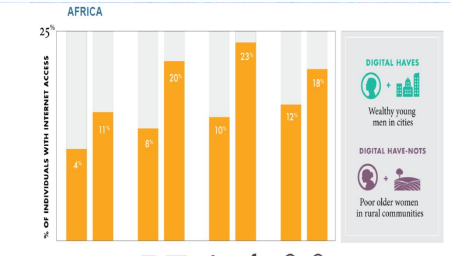 AFRICA
25%
% OF INDIVIDUALS WITH INTERNET ACCESS
4%
11%
8%
20%
10%
23%
12%
18%
DIGITAL HAVES
+
Wealthy young
men in cities
DIGITAL HAVE-NOTS
+
Poor older women
in rural communities